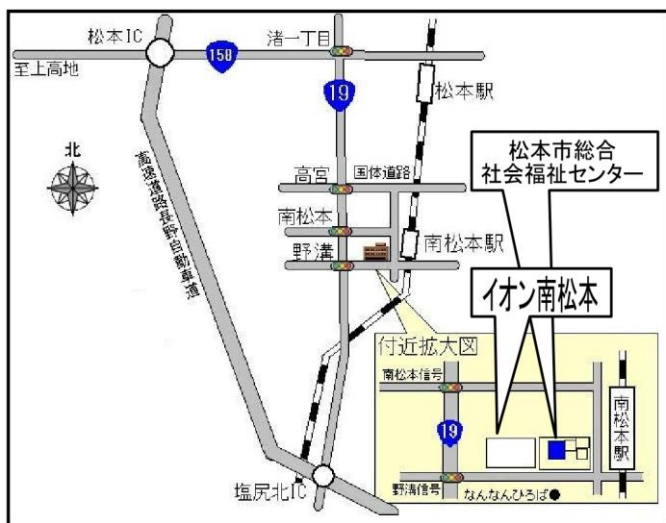 松本IC
158
渚一丁目
至上高地
19
松本駅
北
高速道路長野自動車道
高宮
国体道路
南松本
野溝
南松本駅
松本市総合
社会福祉センター
イオン南松本
付近拡大図
南松本信号
19
南松本駅
野溝信号
なんなんひろば●
塩尻北IC